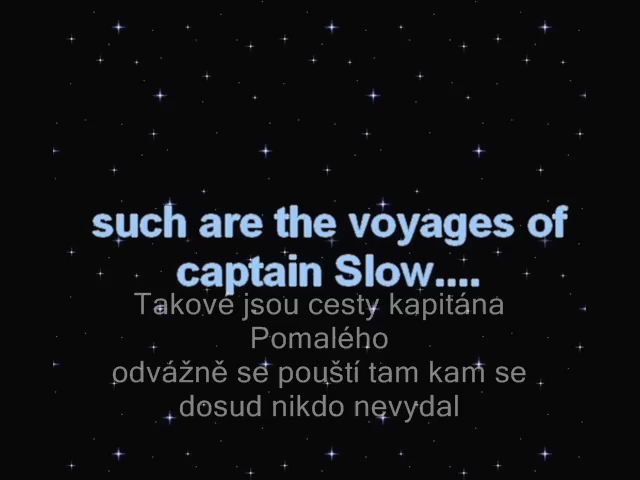 such are the voyages of
captain Slow....
Takové jsou cesty kapitána
Pomalého
odvážně se pouští tam kam se
dosud nikdo nevydal